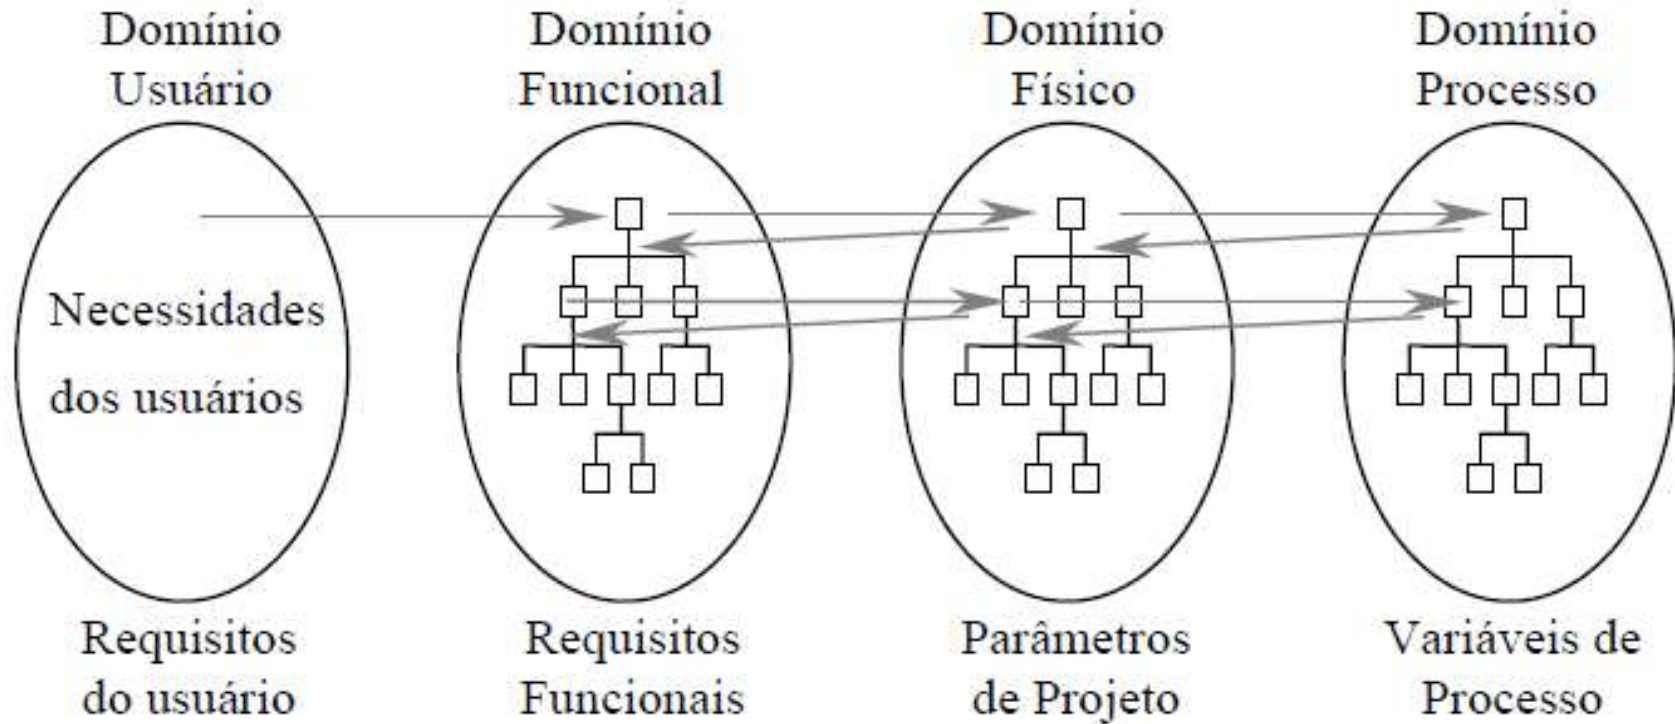 Domínio
Usuário
Domínio
Funcional
Domínio
Físico
Domínio
Processo
Necessidades
dos usuários
Requisitos
do usuário
Requisitos
Funcionais
Parâmetros
de Projeto
Variáveis de
Processo